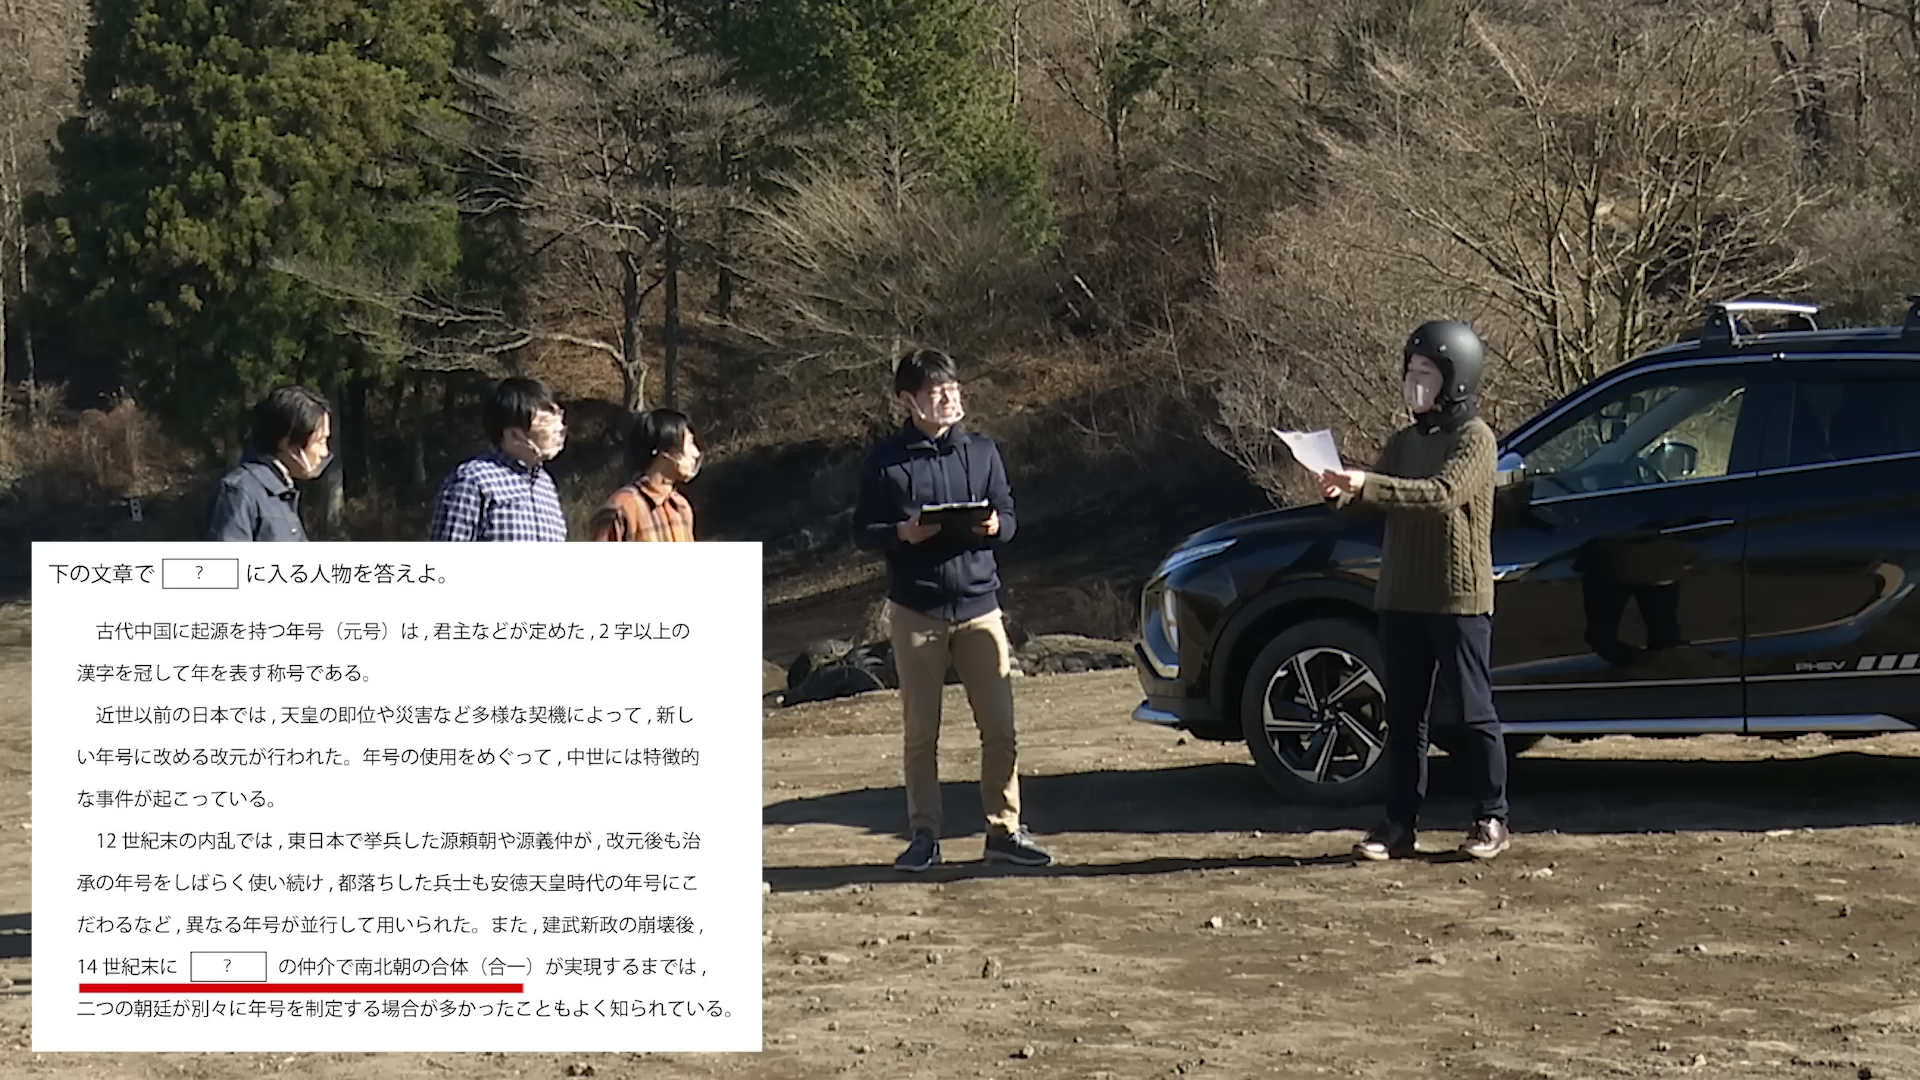 下の文章で ? に入る人物を答えよ。
古代中国に起源を持つ年号（元号）は , 君主などが定めた , 2 字以上の
漢字を冠して年を表す称号である。
近世以前の日本では , 天皇の即位や災害など多様な契機によって , 新し
い年号に改める改元が行われた。年号の使用をめぐって , 中世には特徴的
な事件が起こっている。
12 世紀末の内乱では , 東日本で挙兵した源頼朝や源義仲が , 改元後も治
承の年号をしばらく使い続け , 都落ちした兵士も安徳天皇時代の年号にこ
だわるなど , 異なる年号が並行して用いられた。また , 建武新政の崩壊後 ,
14 世紀末に ? の仲介で南北朝の合体（合一）が実現するまでは ,
二つの朝廷が別々に年号を制定する場合が多かったこともよく知られている。
PHEV